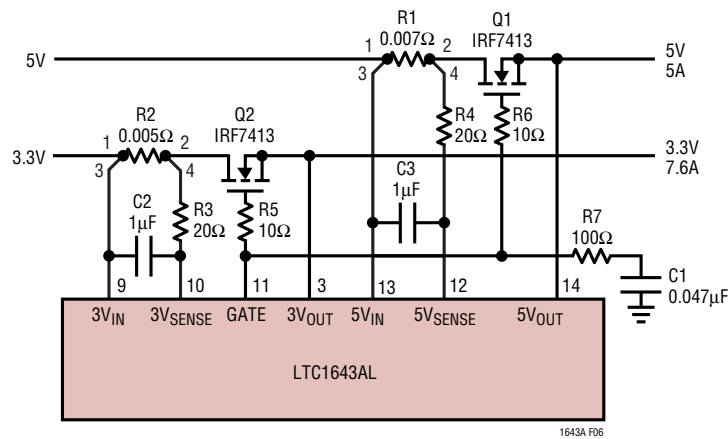 R1
0.007Ω
Q1
IRF7413
5V
1
2
3
4
5V
5A
R4
20Ω
R6
10Ω
R2
0.005Ω
Q2
IRF7413
3.3V
1
2
3
4
3.3V
7.6A
C2
1µF
R3
20Ω
R5
10Ω
C3
1µF
R7
100Ω
C1
0.047µF
9
10
11
3
13
12
14
3VIN
3VSENSE
GATE
3VOUT
5VIN
5VSENSE
5VOUT
LTC1643AL
1643A F06